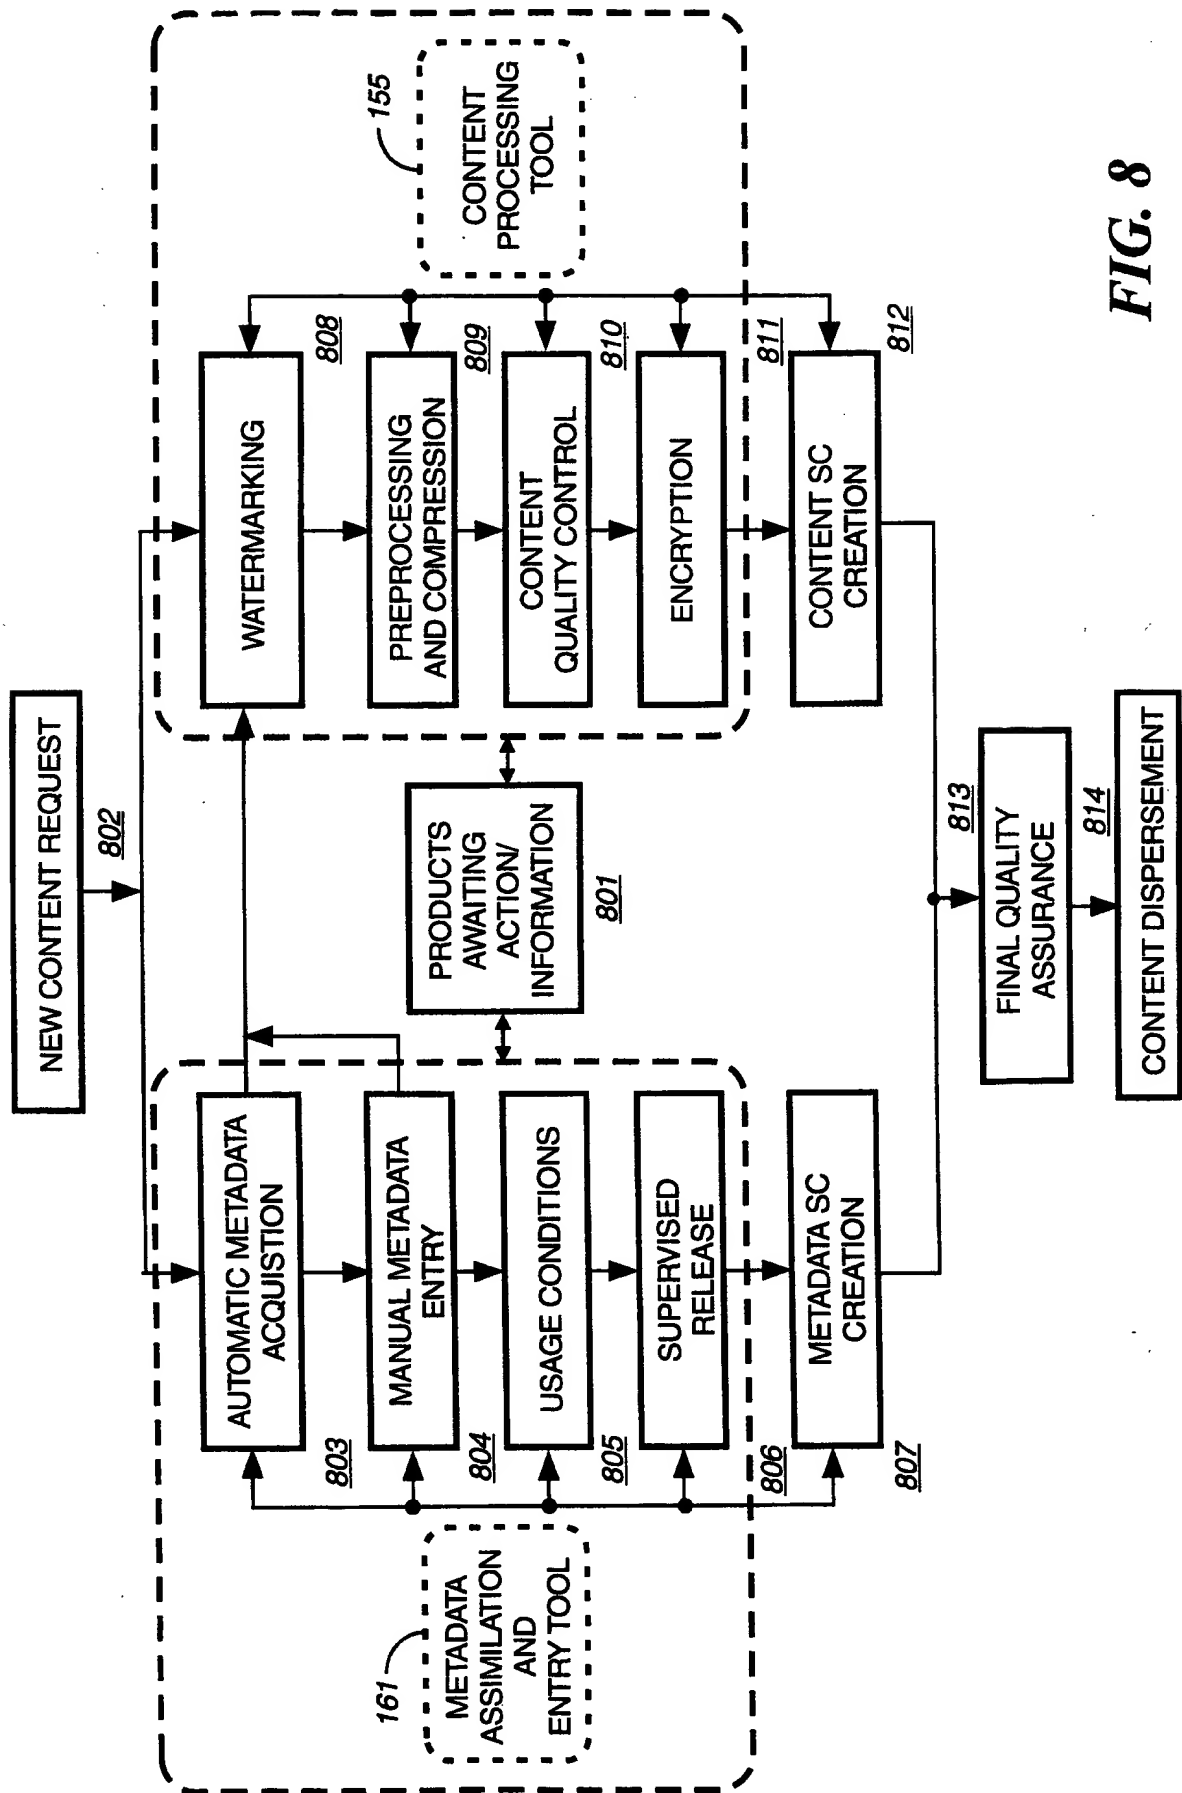 NEW CONTENT REQUEST
802
AUTOMATIC METADATA
ACQUISTION
803
MANUAL METADATA
ENTRY
804
USAGE CONDITIONS
805
SUPERVISED
RELEASE
806
METADATA SC
CREATION
807
161
METADATA
ASSIMILATION
AND
ENTRY TOOL
PRODUCTS
AWAITING
ACTION/
INFORMATION
801
WATERMARKING
808
PREPROCESSING
AND COMPRESSION
809
CONTENT
QUALITY CONTROL
810
ENCRYPTION
811
CONTENT SC
CREATION
812
155
CONTENT
PROCESSING
TOOL
813
FINAL QUALITY
ASSURANCE
814
CONTENT DISPERSEMENT
FIG. 8